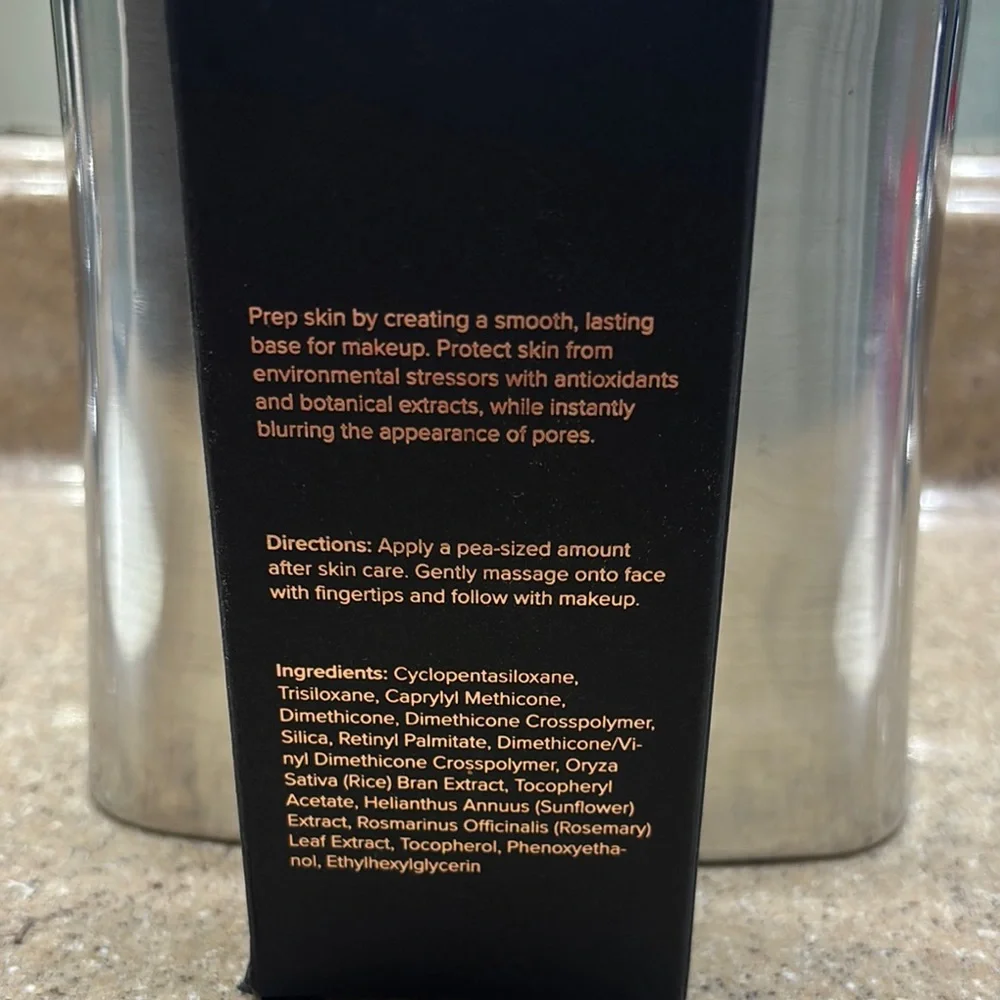 Prep skin by creating a smooth, lasting
base for makeup. Protect skin from
environmental stressors with antioxidants
and botanical extracts, while instantly
blurring the appearance of pores.
Directions: Apply a pea-sized amount
after skin care. Gently massage onto face
with fingertips and follow with makeup.
Ingredients: Cyclopentasiloxane,
Trisiloxane, Caprylyl Methicone,
Dimethicone, Dimethicone Crosspolymer,
Silica, Retinyl Palmitate, Dimethicone/Vi-
nyl Dimethicone Crosspolymer, Oryza
Sativa (Rice) Bran Extract, Tocopheryl
Acetate, Helianthus Annuus (Sunflower)
Extract, Rosmarinus Officinalis (Rosemary)
Leaf Extract, Tocopherol, Phenoxyetha-
nol, Ethylhexylglycerin